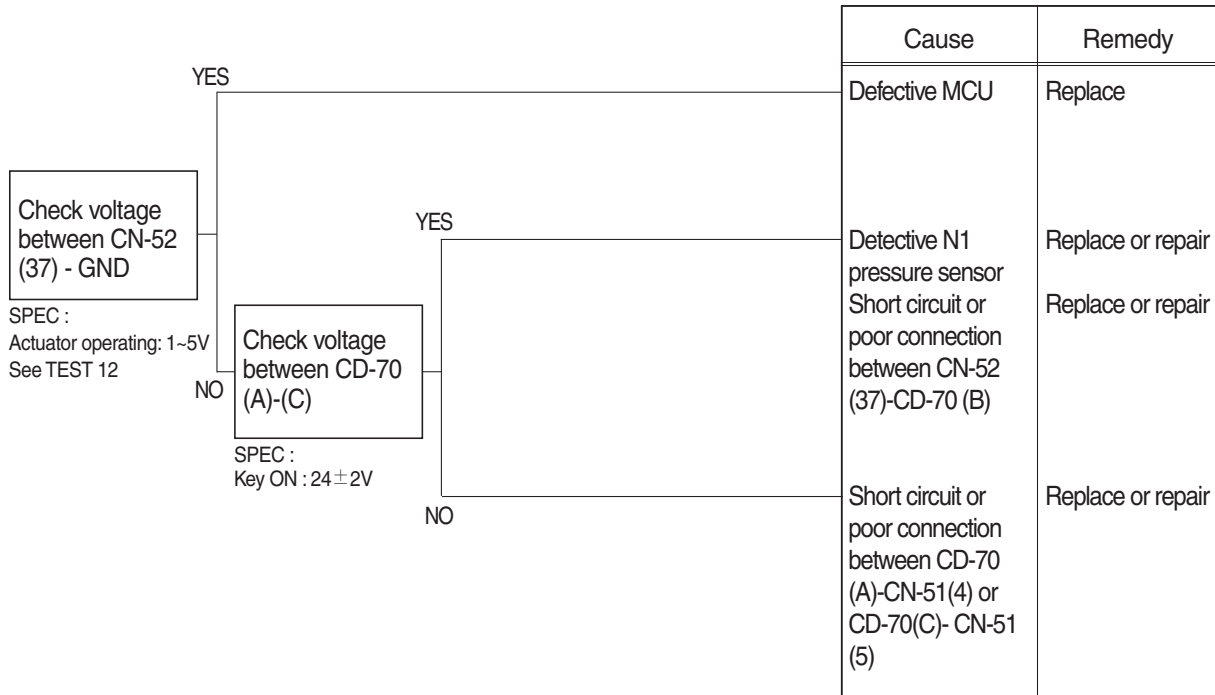 Cause
Remedy
YES
Defective MCU
Replace
Check voltage
between CN-52
(37) - GND
SPEC :
Actuator operating: 1~5V
See TEST 12
NO
YES
Detective N1
pressure sensor
Replace or repair
Short circuit or
poor connection
between CN-52
(37)-CD-70 (B)
Replace or repair
Check voltage
between CD-70
(A)-(C)
SPEC :
Key ON : 24±2V
NO
Short circuit or
poor connection
between CD-70
(A)-CN-51(4) or
CD-70(C)- CN-51
(5)
Replace or repair